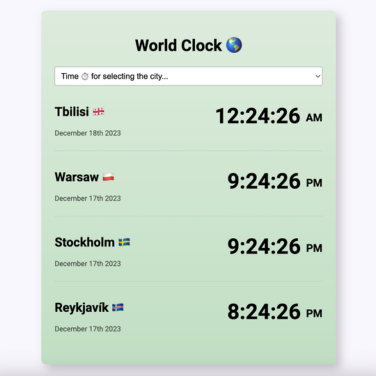 World Clock 🌎
Time ⏱ for selecting the city...
Tbilisi 🇬🇪
12:24:26 AM
December 18th 2023
Warsaw 🇵🇱
9:24:26 PM
December 17th 2023
Stockholm 🇸🇪
9:24:26 PM
December 17th 2023
Reykjavík 🇮🇸
8:24:26 PM
December 17th 2023